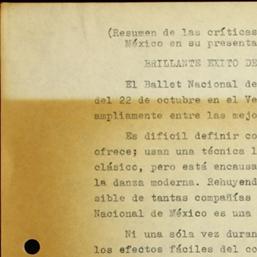 (Resumen de las críticas
México en su presenta
BRILLANTE EXITO DE
El Ballet Nacional de
del 22 de octubre en el Ve
ampliamente entre las mejo
Es dificil definir co
ofrece; usan una técnica l
clásico, pero está encausa
la danza moderna. Rehuyend
sible de tantas compañías
Nacional de México es una
Ni una sóla vez duran
los efectos fáciles del co